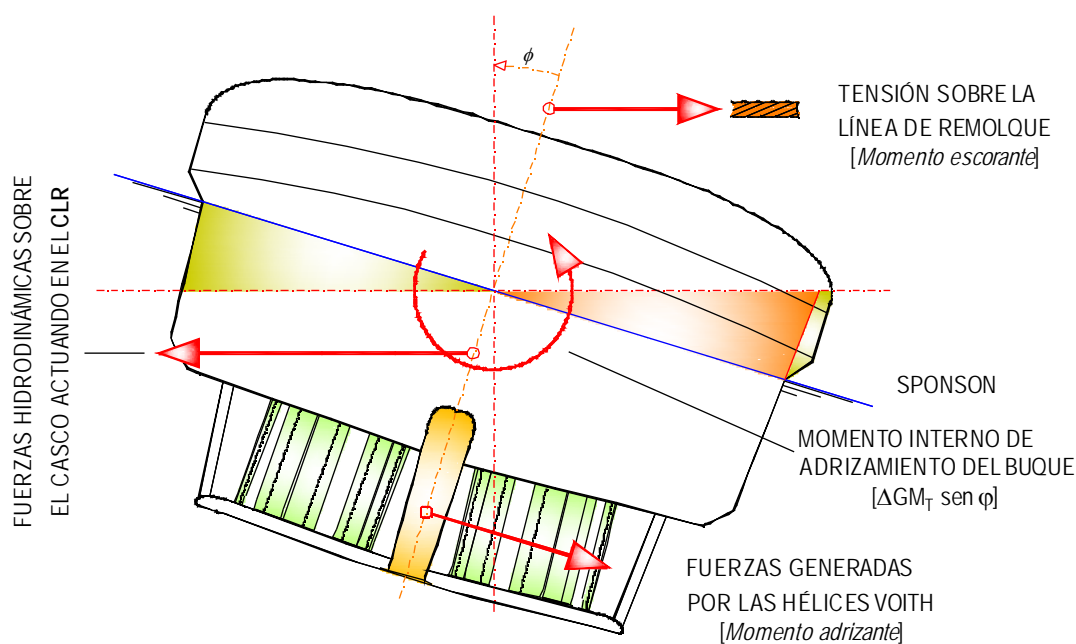 ϕ
TENSIÓN SOBRE LA
LÍNEA DE REMOLQUE
[Momento escorante]
FUERZAS HIDRODINÁMICAS SOBRE
EL CASCO ACTUANDO EN EL CLR
SPONSON
MOMENTO INTERNO DE
ADRIZAMIENTO DEL BUQUE
[ΔGM_T sen φ]
FUERZAS GENERADAS
POR LAS HÉLICES VOITH
[Momento adrizante]